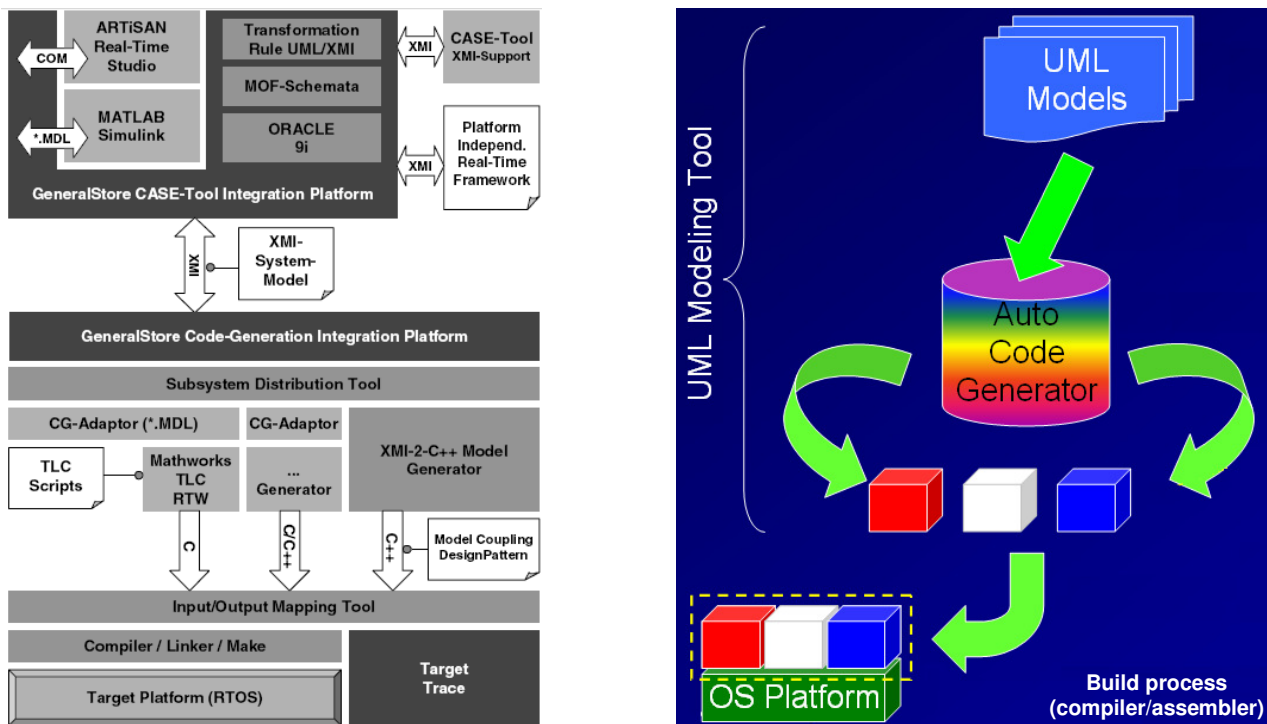 ARTiSAN
Real-Time
Studio
COM
MATLAB
Simulink
*.MDL
Transformation
Rule UML/XMI
MOF-Schemata
ORACLE
9i
XMI
CASE-Tool
XMI-Support
XMI
Platform
Independ.
Real-Time
Framework
GeneralStore CASE-Tool Integration Platform
XMI
XMI-
System-
Model
GeneralStore Code-Generation Integration Platform
Subsystem Distribution Tool
CG-Adaptor (*.MDL)
CG-Adaptor
XMI-2-C++ Model
Generator
TLC
Scripts
Mathworks
TLC
RTW
...
Generator
C
C/C++
C++
Model Coupling
DesignPattern
Input/Output Mapping Tool
Compiler / Linker / Make
Target Platform (RTOS)
Target
Trace
UML Modeling Tool
UML
Models
Auto
Code
Generator
OS Platform
Build process
(compiler/assembler)